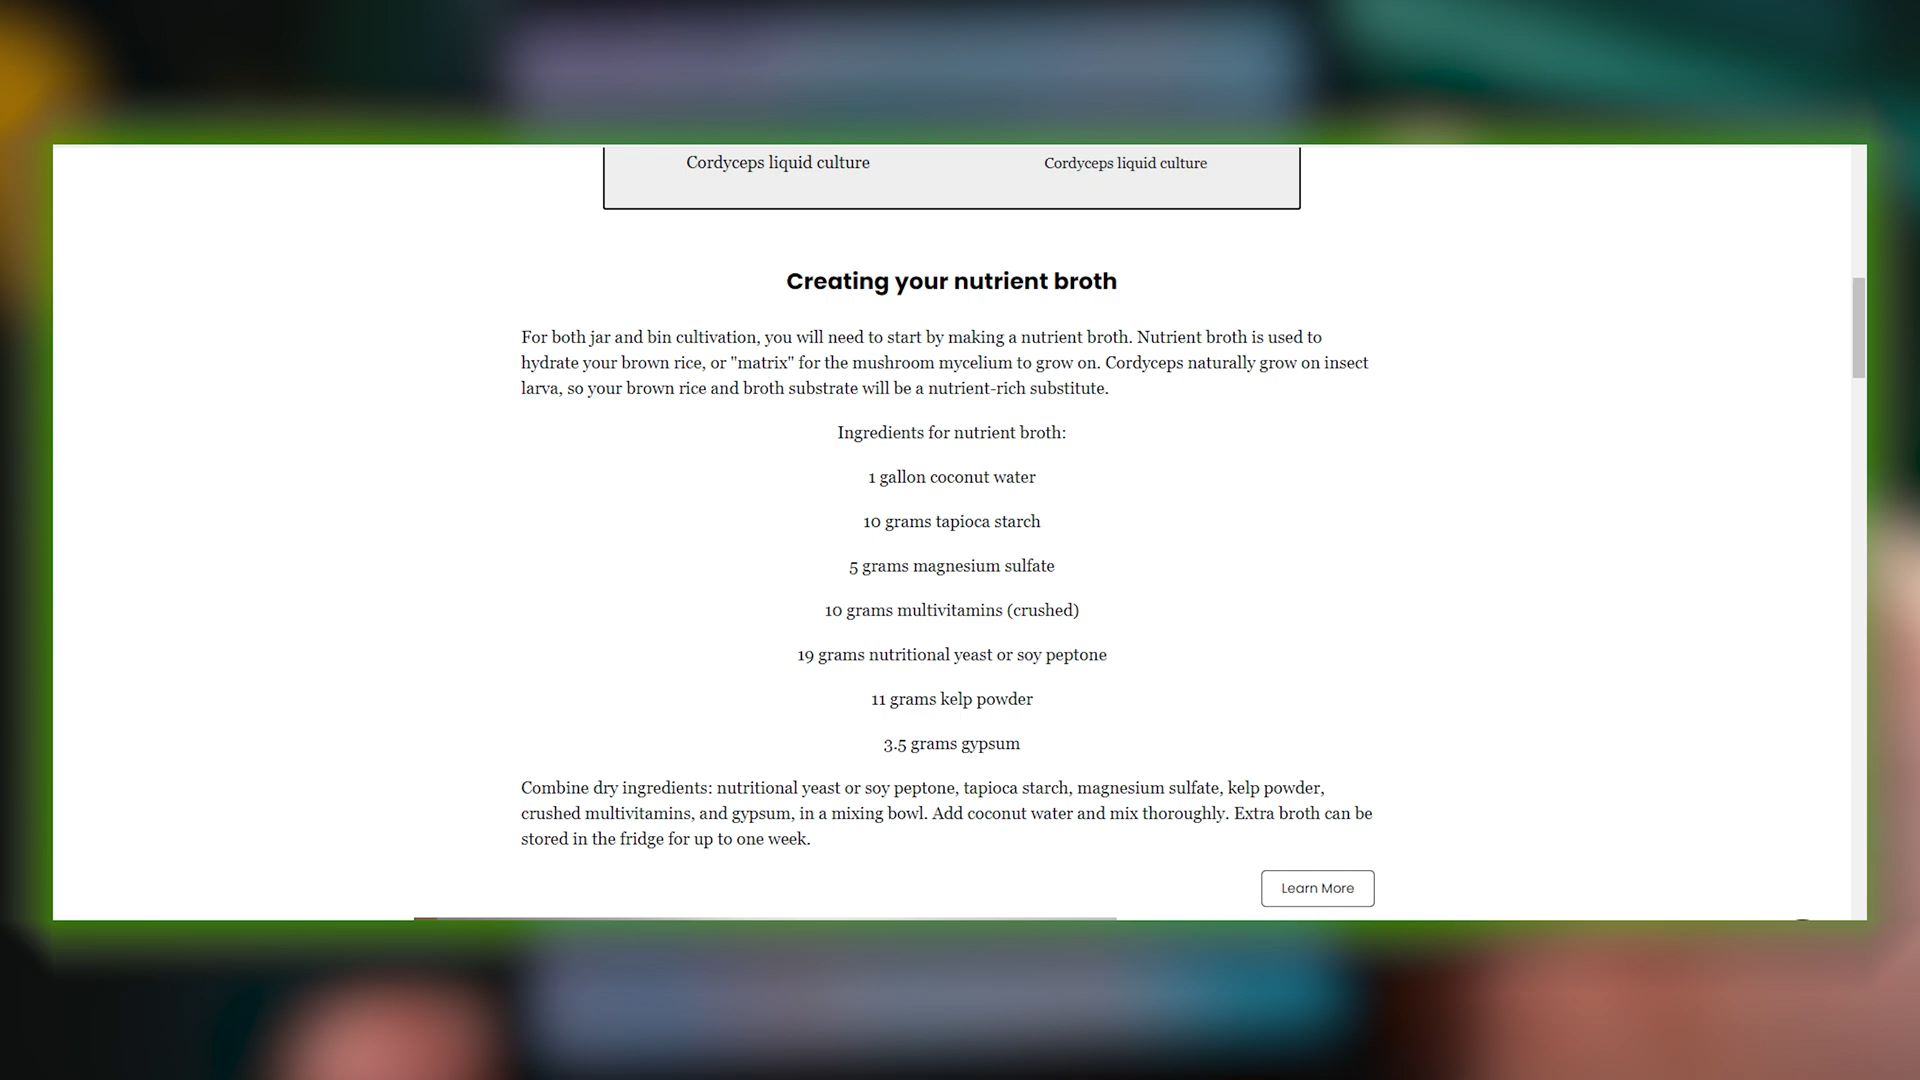 Cordyceps liquid culture Cordyceps liquid culture
Creating your nutrient broth
For both jar and bin cultivation, you will need to start by making a nutrient broth. Nutrient broth is used to
hydrate your brown rice, or "matrix" for the mushroom mycelium to grow on. Cordyceps naturally grow on insect
larva, so your brown rice and broth substrate will be a nutrient-rich substitute.
Ingredients for nutrient broth:
1 gallon coconut water
10 grams tapioca starch
5 grams magnesium sulfate
10 grams multivitamins (crushed)
19 grams nutritional yeast or soy peptone
11 grams kelp powder
3.5 grams gypsum
Combine dry ingredients: nutritional yeast or soy peptone, tapioca starch, magnesium sulfate, kelp powder,
crushed multivitamins, and gypsum, in a mixing bowl. Add coconut water and mix thoroughly. Extra broth can be
stored in the fridge for up to one week.
Learn More